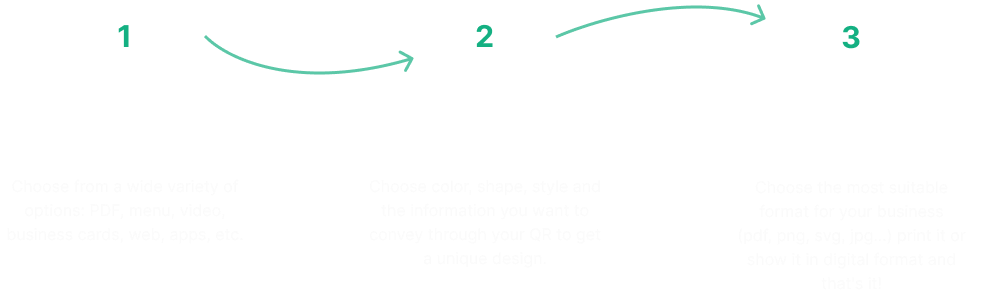 1
2
3
Choose from a wide variety of
options: PDF, menu, video,
business cards, web, apps, etc.
Choose color, shape, style and
the information you want to
convey through your QR to get
a unique design.
Choose the most suitable
format for your business
(pdf, png, svg, jpg...) print it or
show it in digital format and
that's it!